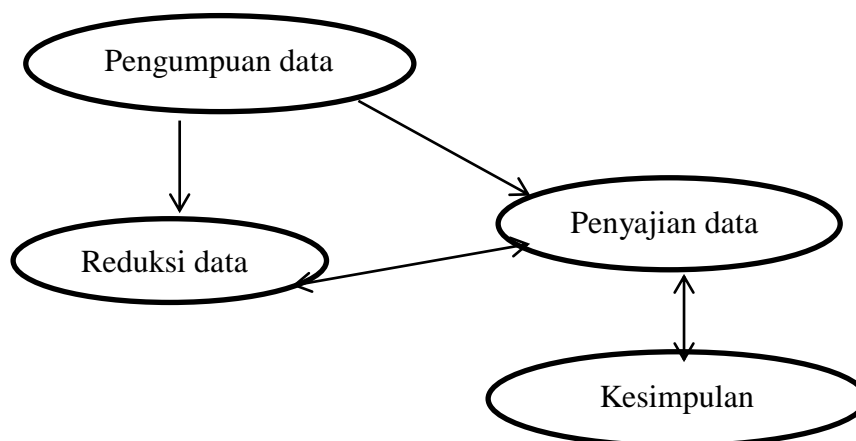 Pengumpuan data
Penyajian data
Reduksi data
Kesimpulan